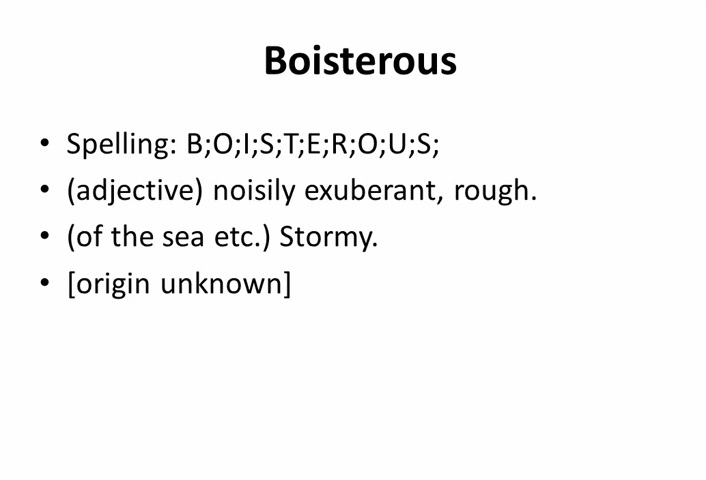 Boisterous
• Spelling: B;O;I;S;T;E;R;O;U;S;
• (adjective) noisily exuberant, rough.
• (of the sea etc.) Stormy.
• [origin unknown]